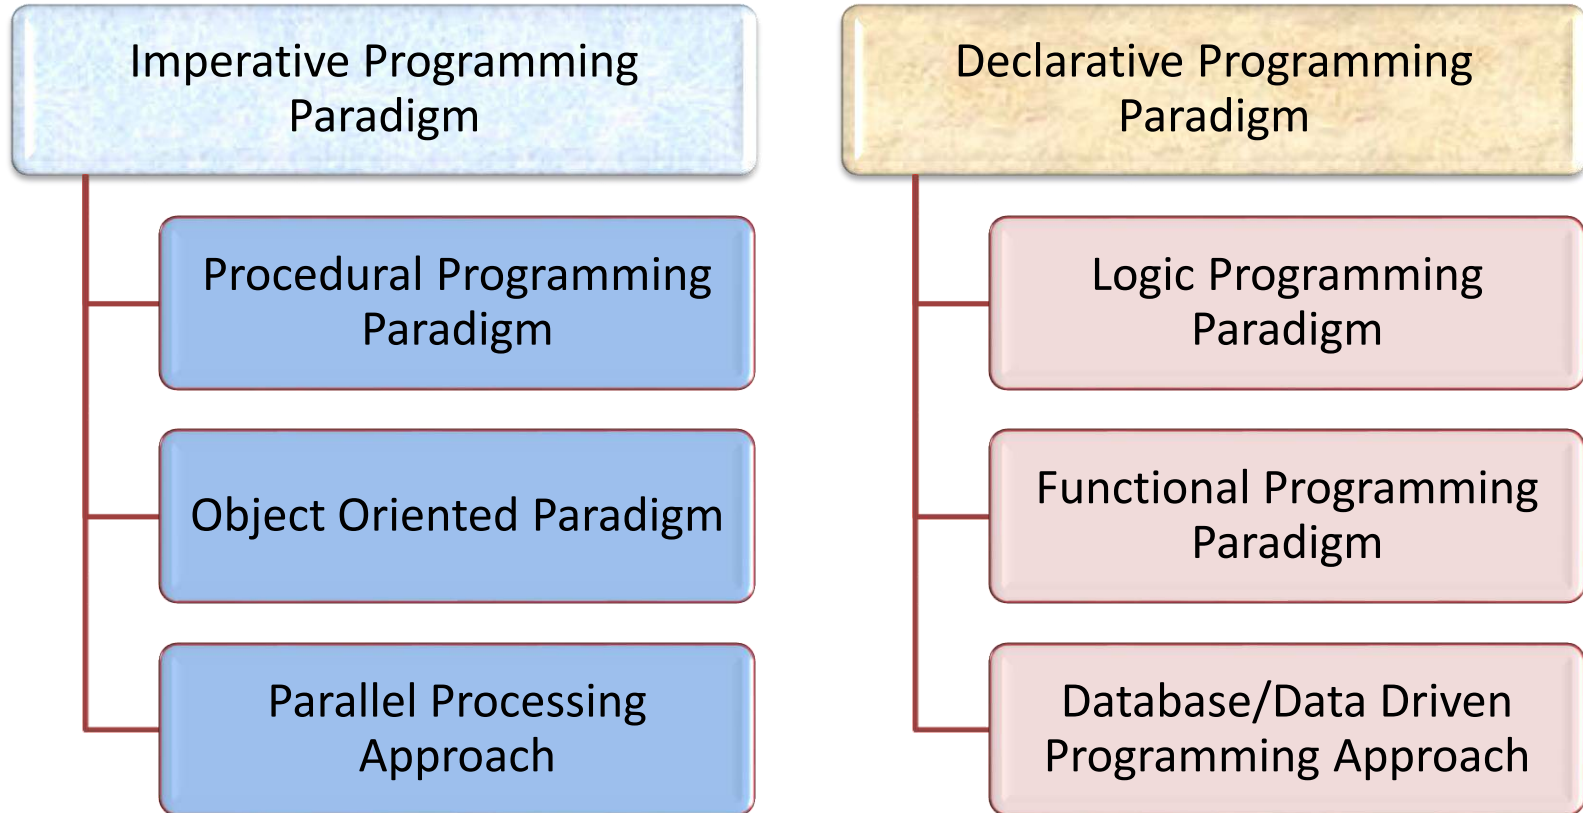 Imperative Programming
Paradigm
Procedural Programming
Paradigm
Object Oriented Paradigm
Parallel Processing
Approach
Declarative Programming
Paradigm
Logic Programming
Paradigm
Functional Programming
Paradigm
Database/Data Driven
Programming Approach